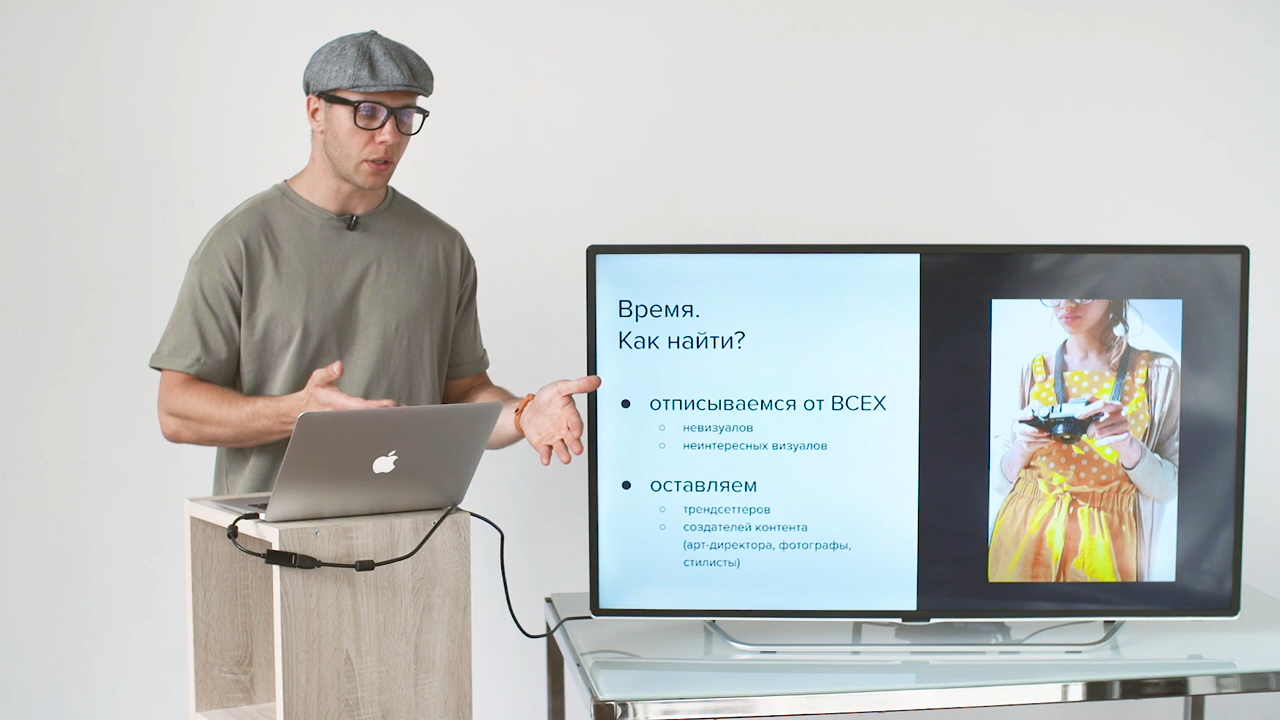 Время.
Как найти?
● отписываемся от ВСЕХ
○ невизуалов
○ неинтересных визуалов
● оставляем
○ трендсеттеров
○ создателей контента
(арт-директора, фотографы,
стилисты)